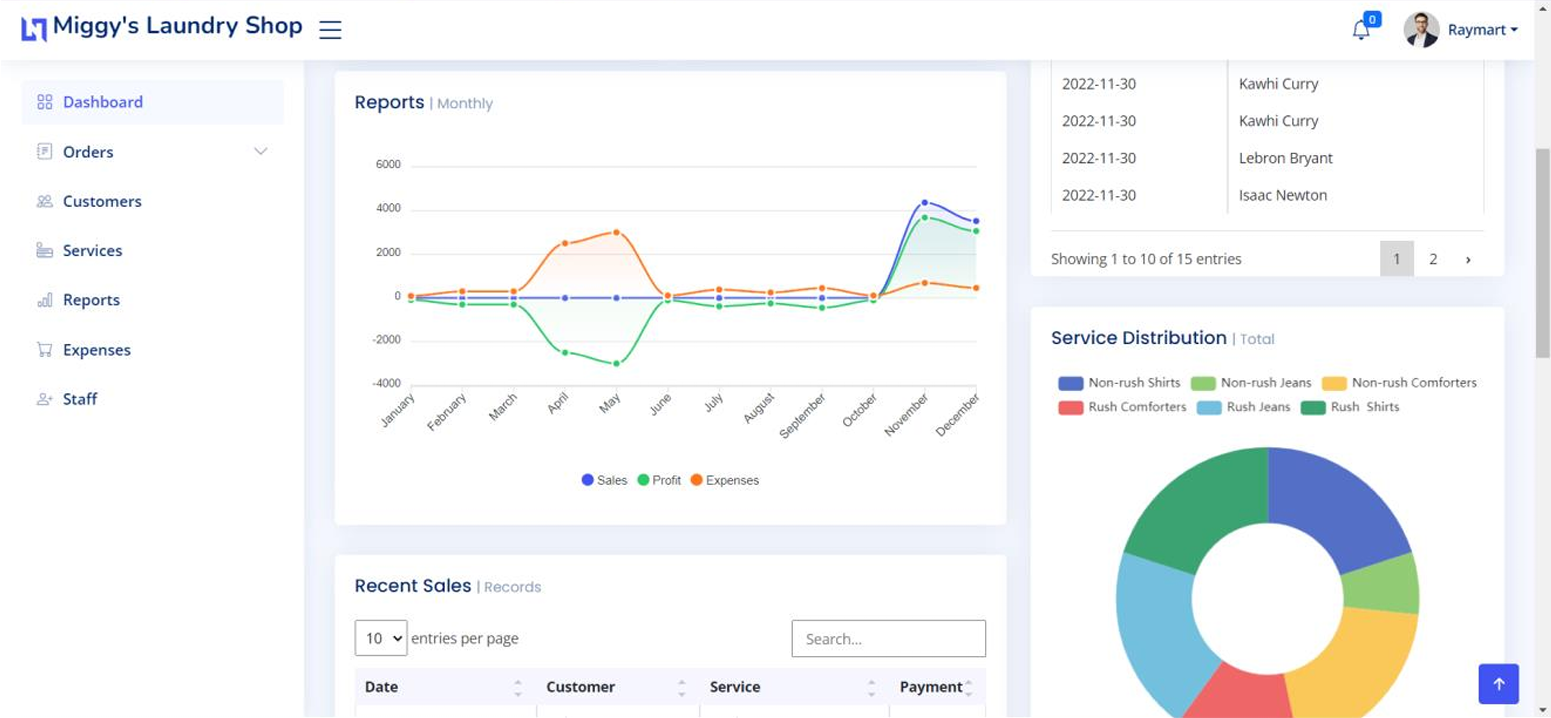 Miggy's Laundry Shop
0
Raymart
Dashboard
Orders
Customers
Services
Reports
Expenses
Staff
Reports | Monthly
6000
4000
2000
0
-2000
-4000
January
February
March
April
May
June
July
August
September
October
November
December
Sales Profit Expenses
2022-11-30 Kawhi Curry
2022-11-30 Kawhi Curry
2022-11-30 Lebron Bryant
2022-11-30 Isaac Newton
Showing 1 to 10 of 15 entries 1 2 ›
Service Distribution | Total
Non-rush Shirts Non-rush Jeans Non-rush Comforters
Rush Comforters Rush Jeans Rush Shirts
Recent Sales | Records
10 entries per page Search...
Date Customer Service Payment